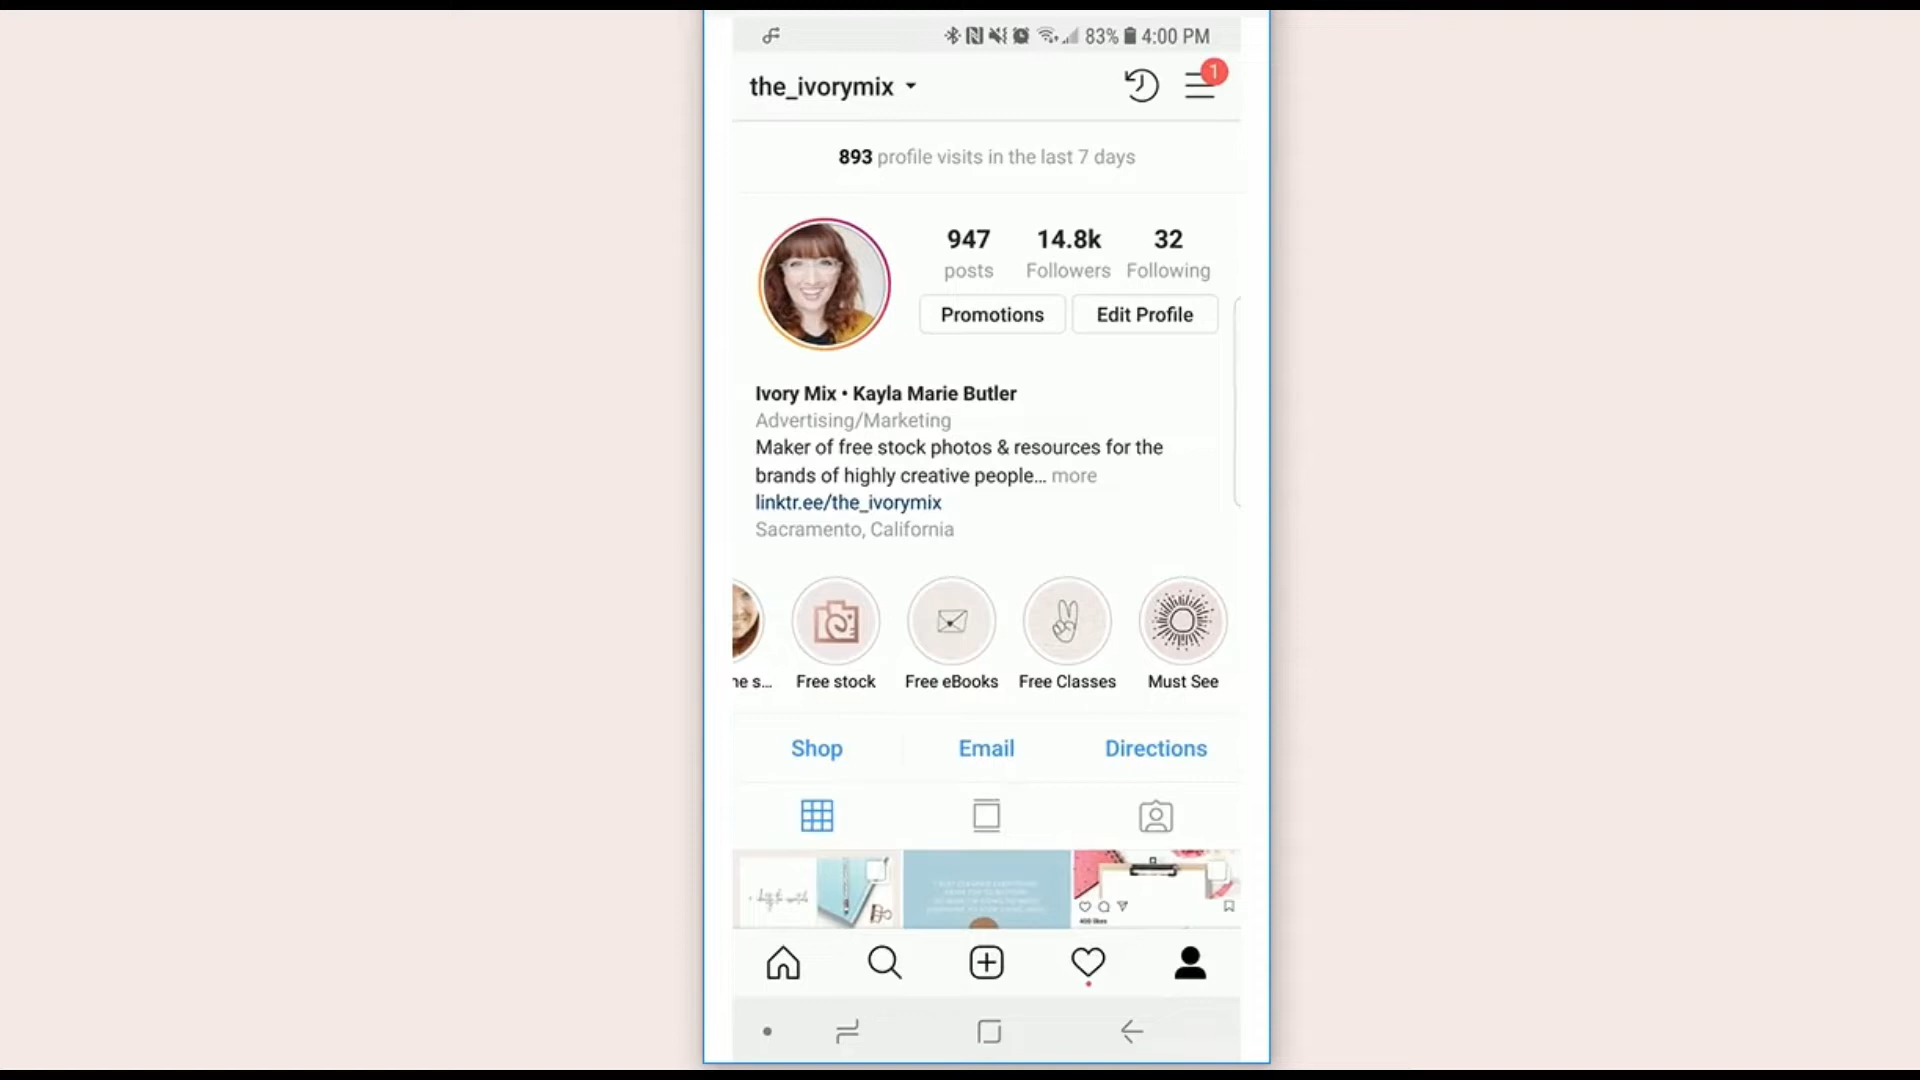 83% 4:00 PM
the_ivorymix
1
893 profile visits in the last 7 days
947 14.8k 32
posts Followers Following
Promotions Edit Profile
Ivory Mix • Kayla Marie Butler
Advertising/Marketing
Maker of free stock photos & resources for the
brands of highly creative people... more
linktr.ee/the_ivorymix
Sacramento, California
ne s... Free stock Free eBooks Free Classes Must See
Shop Email Directions
400 likes